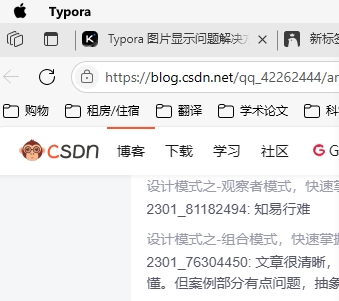 Typora
Typora 图片显示问题解决
新标签
https://blog.csdn.net/qq_42262444/ar
购物 租房/住宿 翻译 学术论文 科
CSDN 博客 下载 学习 社区 G
设计模式之-观察者模式，快速掌
2301_81182494: 知易行难
设计模式之-组合模式，快速掌握
2301_76304450: 文章很清晰，
懂。但案例部分有点问题，抽象